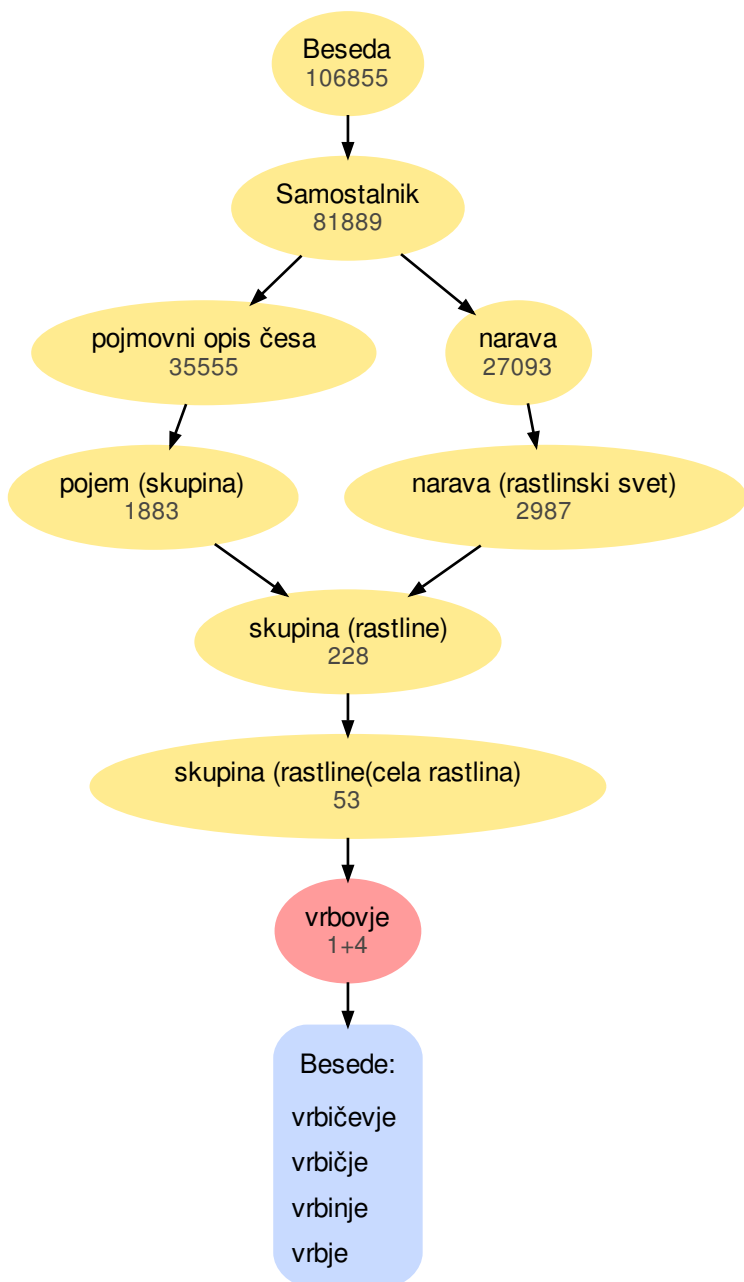 Beseda
106855
Samostalnik
81889
pojmovni opis česa
35555
narava
27093
pojem (skupina)
1883
narava (rastlinski svet)
2987
skupina (rastline)
228
skupina (rastline(cela rastlina)
53
vrbovje
1+4
Besede:
vrbičevje
vrbičje
vrbinje
vrbje